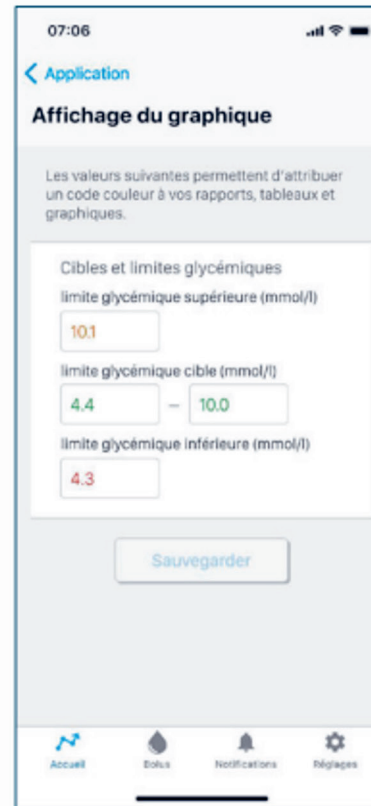 07:06
Application
Affichage du graphique
Les valeurs suivantes permettent d'attribuer
un code couleur à vos rapports, tableaux et
graphiques.
Cibles et limites glycémiques
limite glycémique supérieure (mmol/l)
10.1
limite glycémique cible (mmol/l)
4.4 – 10.0
limite glycémique inférieure (mmol/l)
4.3
Sauvegarder
Accueil Bolus Notifications Réglages